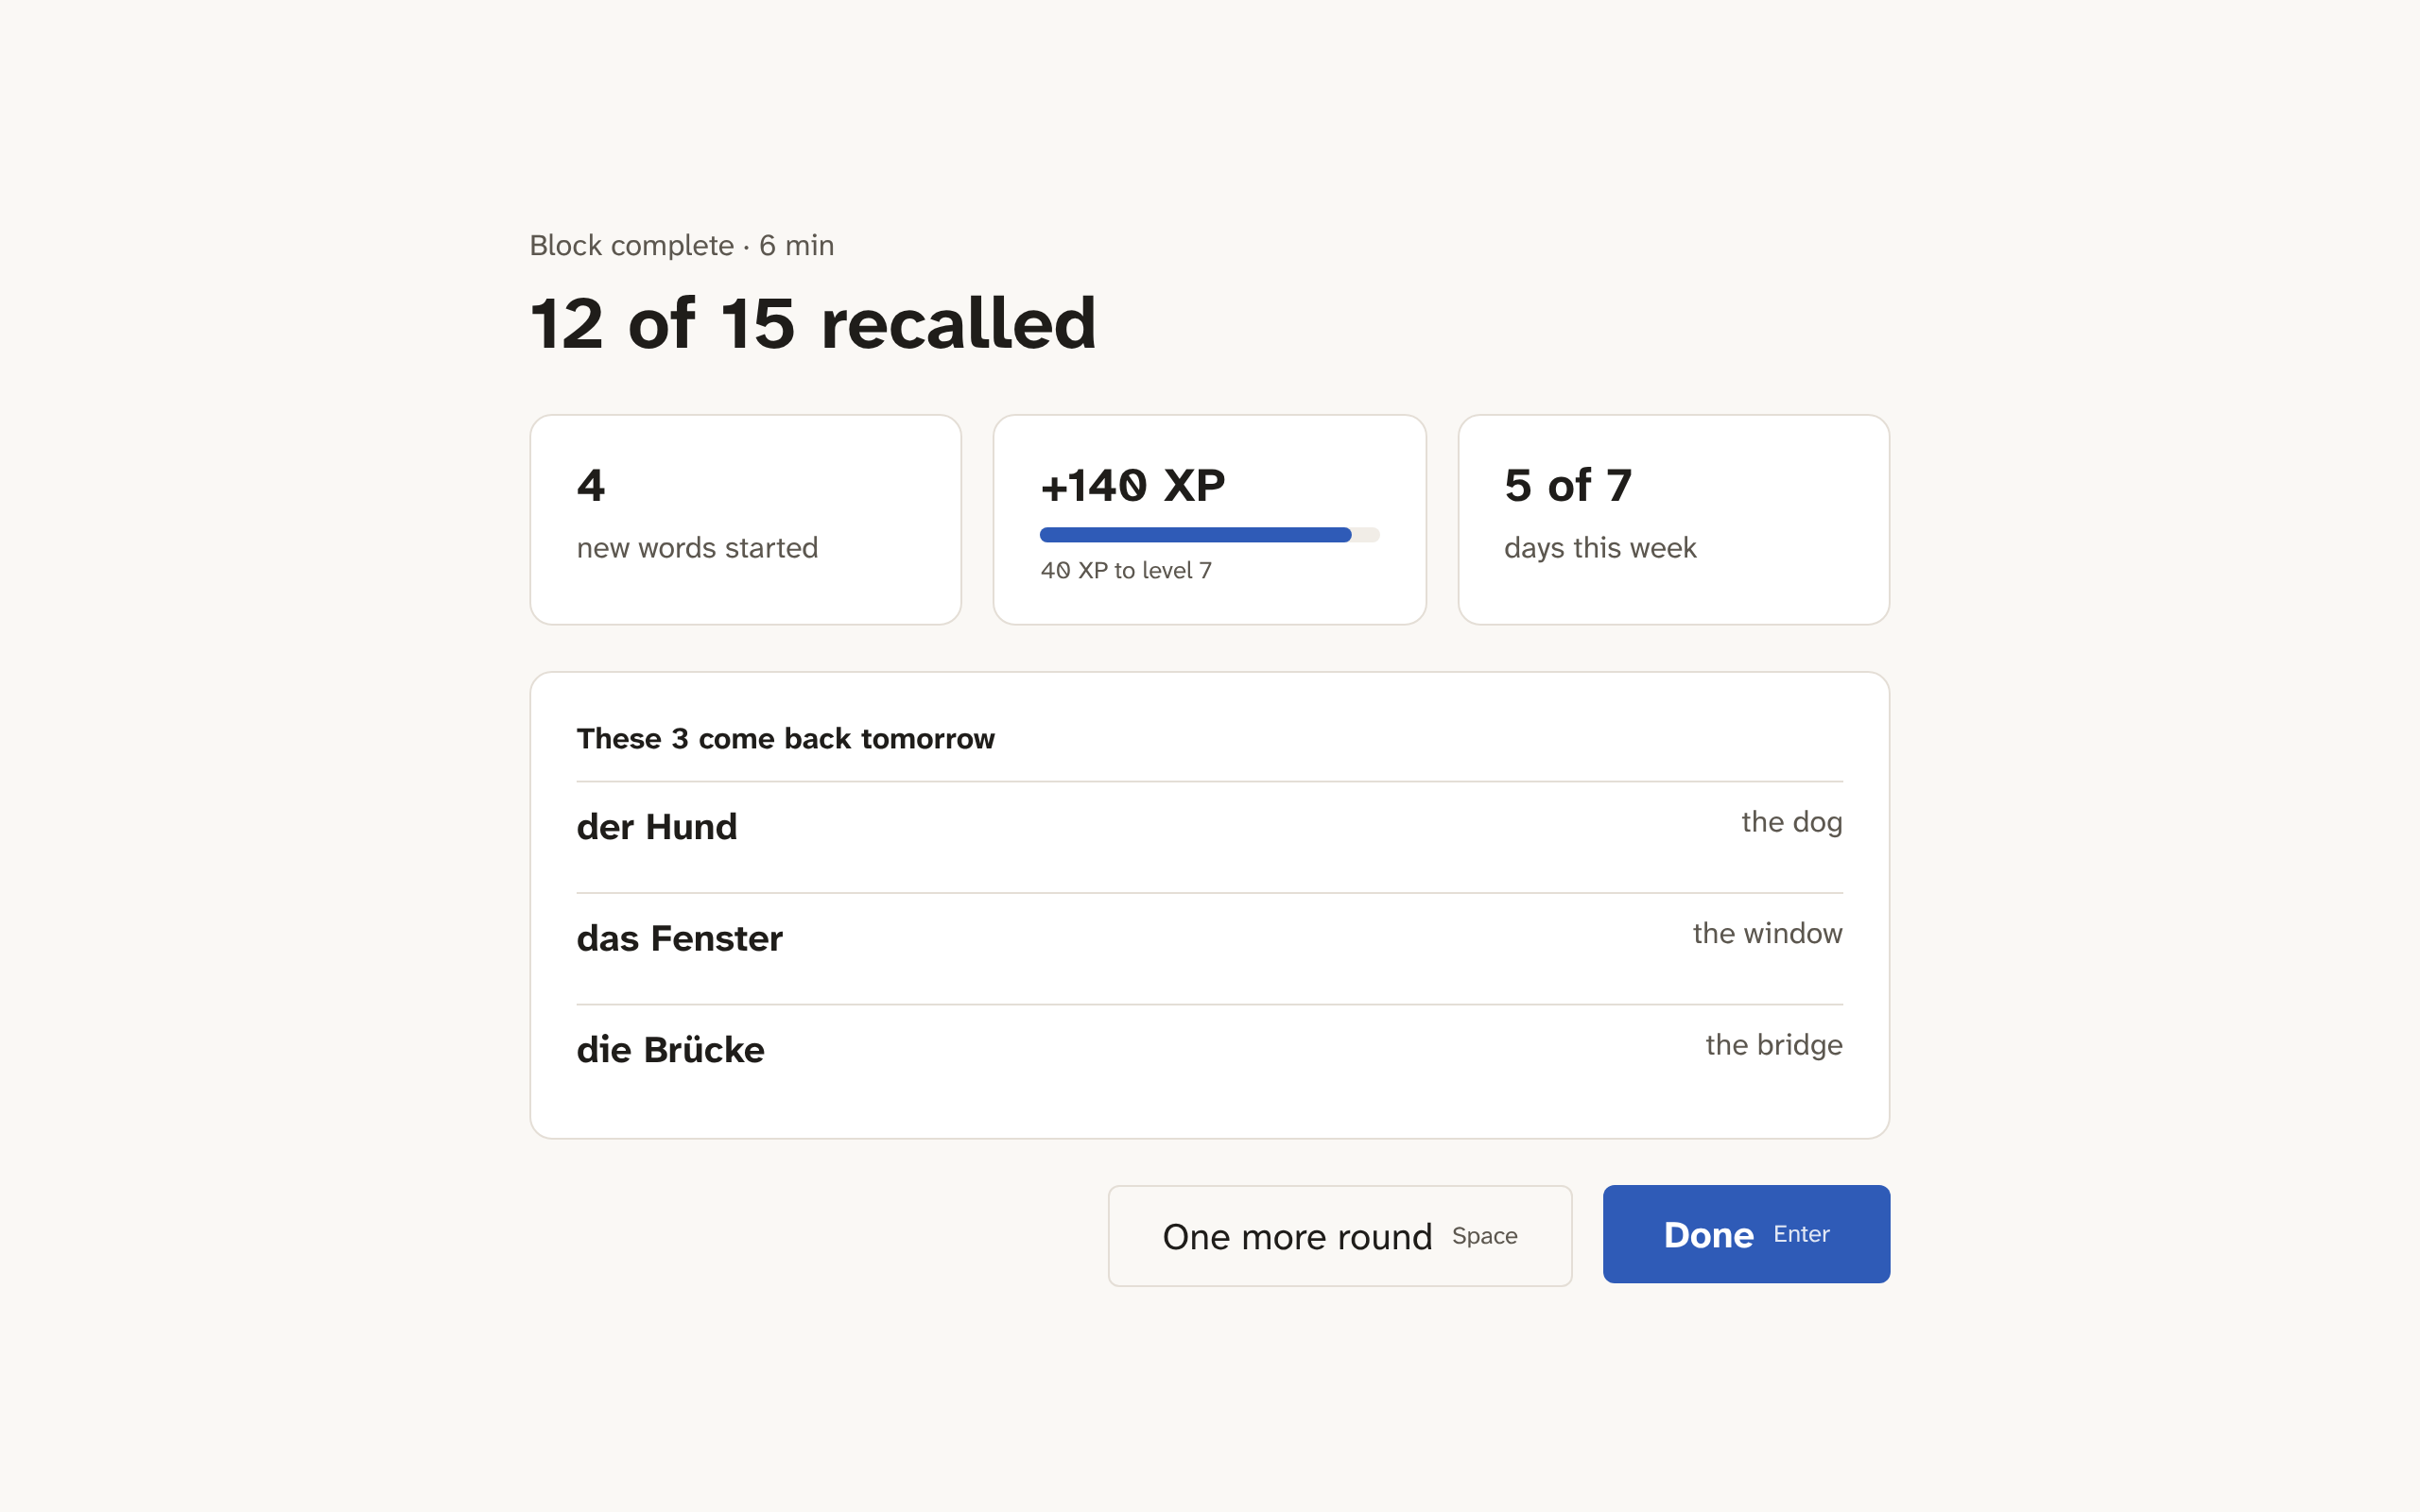 Block complete · 6 min
12 of 15 recalled
4
new words started
+140 XP
40 XP to level 7
5 of 7
days this week
These 3 come back tomorrow
der Hund the dog
das Fenster the window
die Brücke the bridge
One more round Space
Done Enter